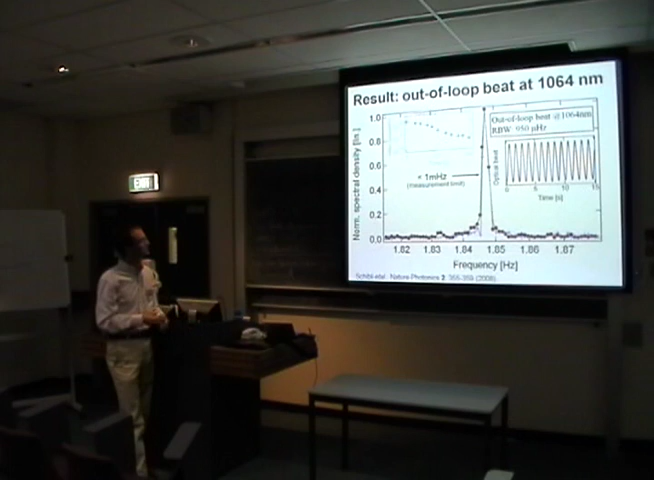 Result: out-of-loop beat at 1064 nm
Out-of-loop beat @1064nm
RBW: 950 µHz
1.0
0.8
0.6
0.4
0.2
0.0
Norm. spectral density [ln.]
< 1mHz
(measurement limit)
Optical beat
0
5
10
15
Time [s]
1.82
1.83
1.84
1.85
1.86
1.87
Frequency [Hz]
Nature Photonics 2
(2008)
EXIT